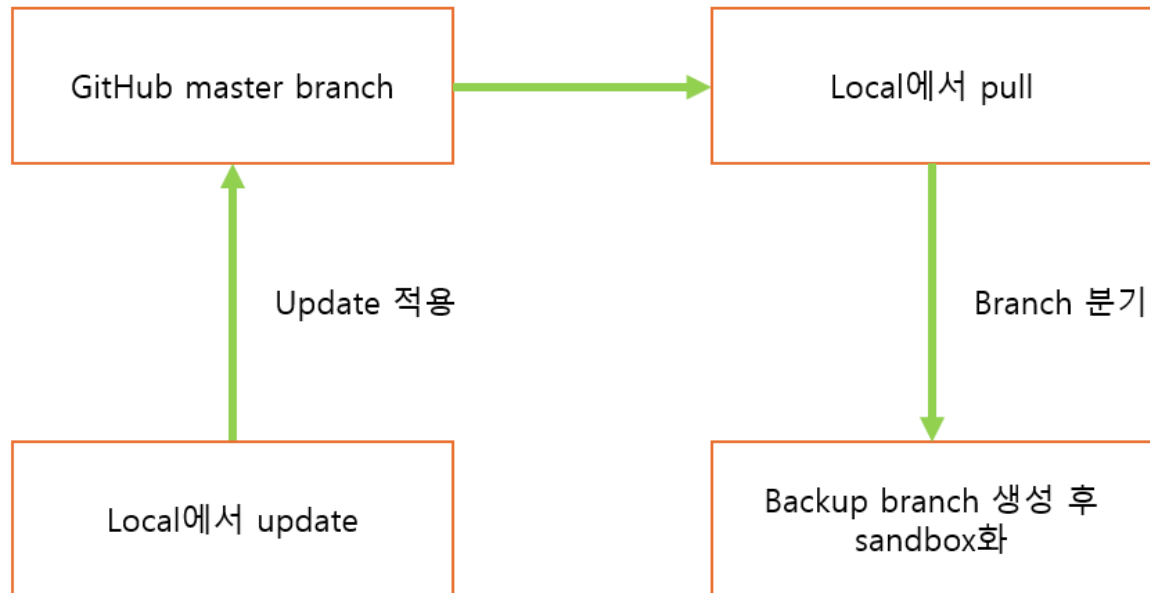 GitHub master branch
Local에서 pull
Update 적용
Branch 분기
Local에서 update
Backup branch 생성 후
sandbox화